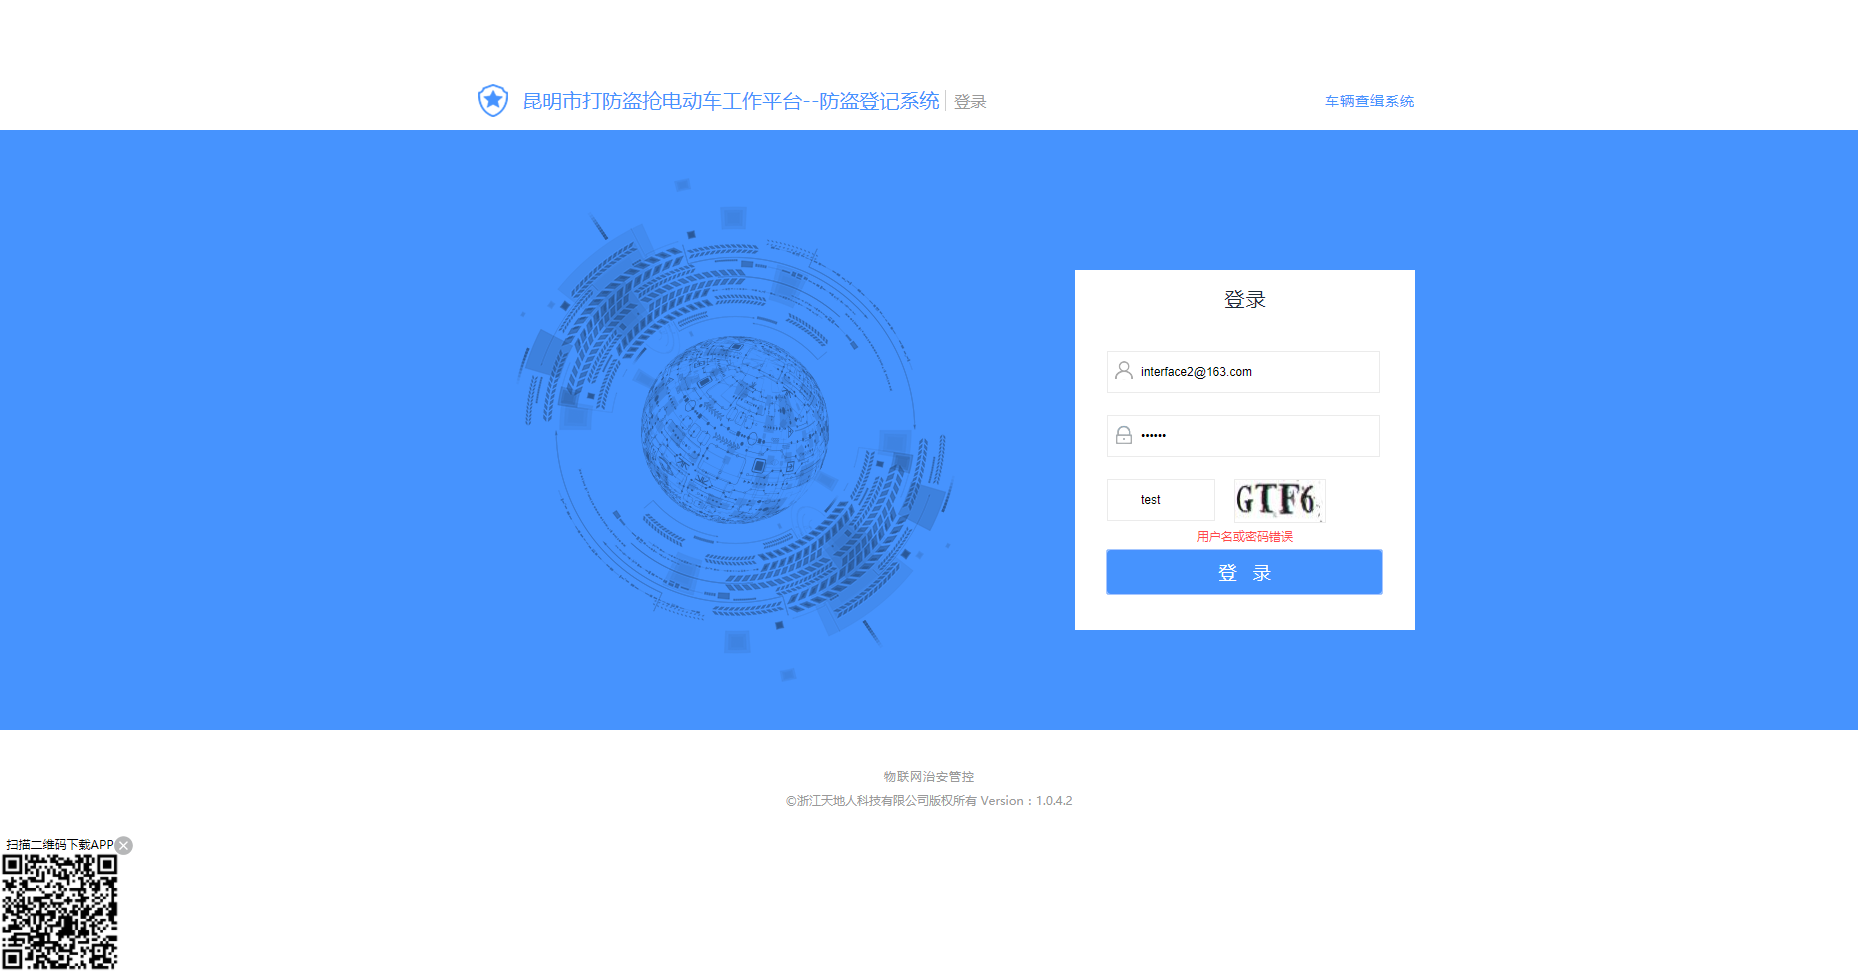 昆明市打防盗抢电动车工作平台--防盗登记系统 登录
车辆查缉系统
登录
interface2@163.com
••••••
test
GTF6
用户名或密码错误
登 录
物联网治安管控
©浙江天地人科技有限公司版权所有 Version：1.0.4.2
扫描二维码下载APP